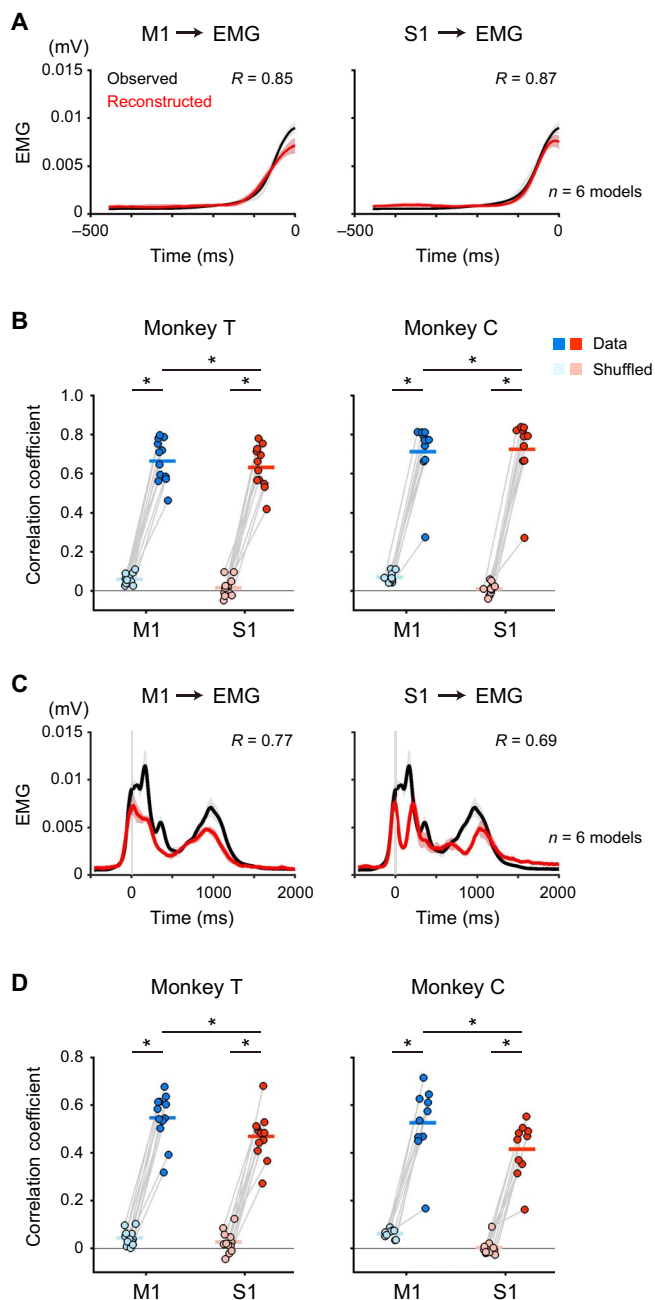 A
M1 → EMG
S1 → EMG
(mV)
0.015
Observed
R = 0.85
R = 0.87
Reconstructed
0.010
EMG
0.005
n = 6 models
0
–500
0
–500
0
Time (ms)
Time (ms)
B
Monkey T
Monkey C
Data
Shuffled
*
*
*
*
*
*
1.0
0.8
0.6
0.4
0.2
0
Correlation coefficient
M1
S1
M1
S1
C
M1 → EMG
S1 → EMG
(mV)
0.015
R = 0.77
R = 0.69
0.010
EMG
0.005
n = 6 models
0
0
1000
2000
0
1000
2000
Time (ms)
Time (ms)
D
Monkey T
Monkey C
*
*
*
*
*
*
0.8
0.6
0.4
0.2
0
Correlation coefficient
M1
S1
M1
S1